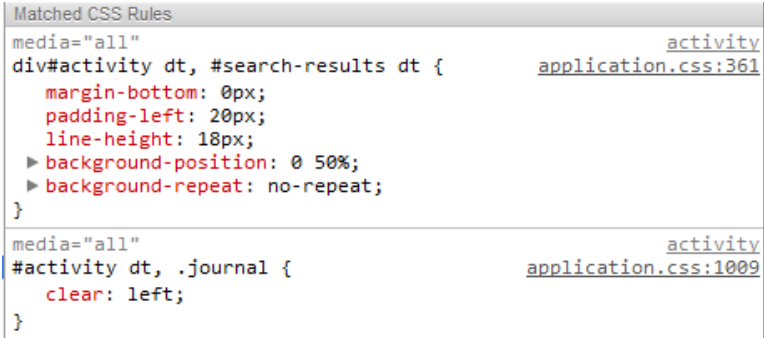 Matched CSS Rules
media="all" activity
div#activity dt, #search-results dt { application.css:361
margin-bottom: 0px;
padding-left: 20px;
line-height: 18px;
background-position: 0 50%;
background-repeat: no-repeat;
}
media="all" activity
#activity dt, .journal { application.css:1009
clear: left;
}